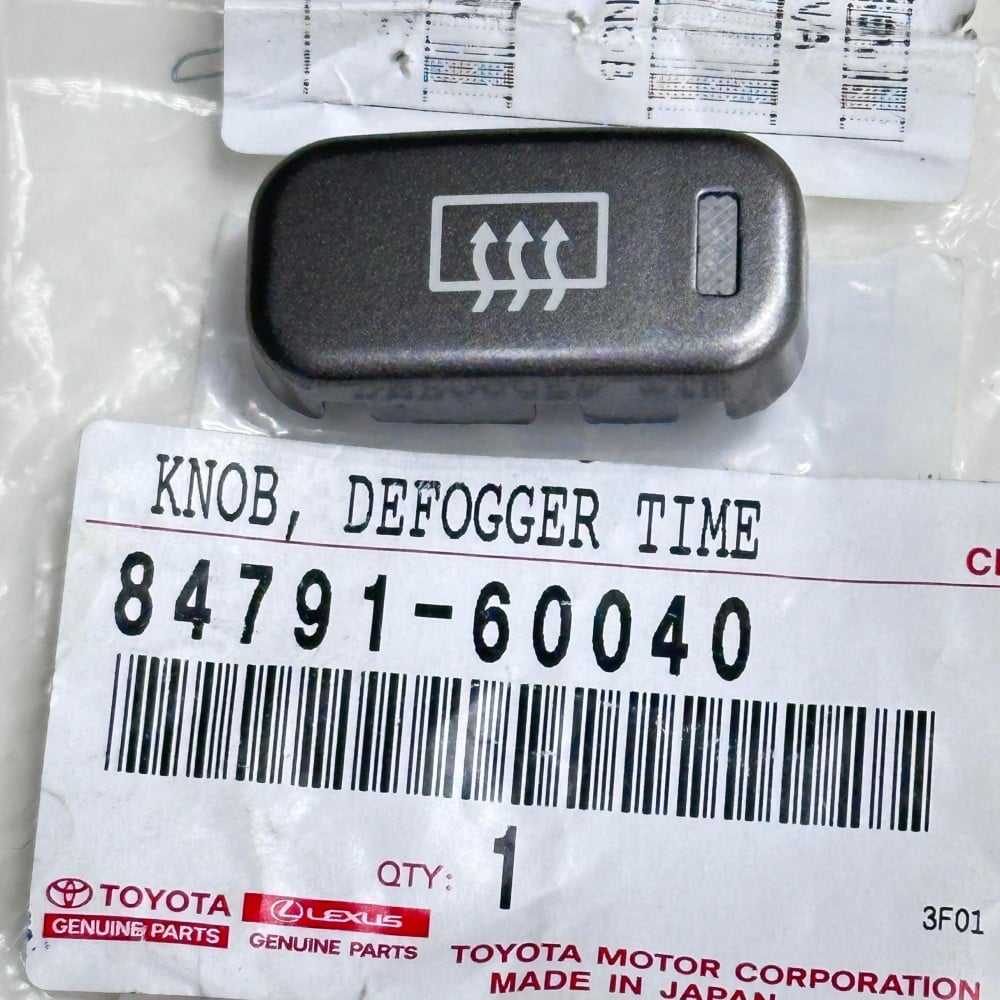 N/A
KNOB, DEFOGGER TIME
84791-60040
QTY: 1
TOYOTA
GENUINE PARTS
LEXUS
GENUINE PARTS
3F01
TOYOTA MOTOR CORPORATION
MADE IN JAPAN